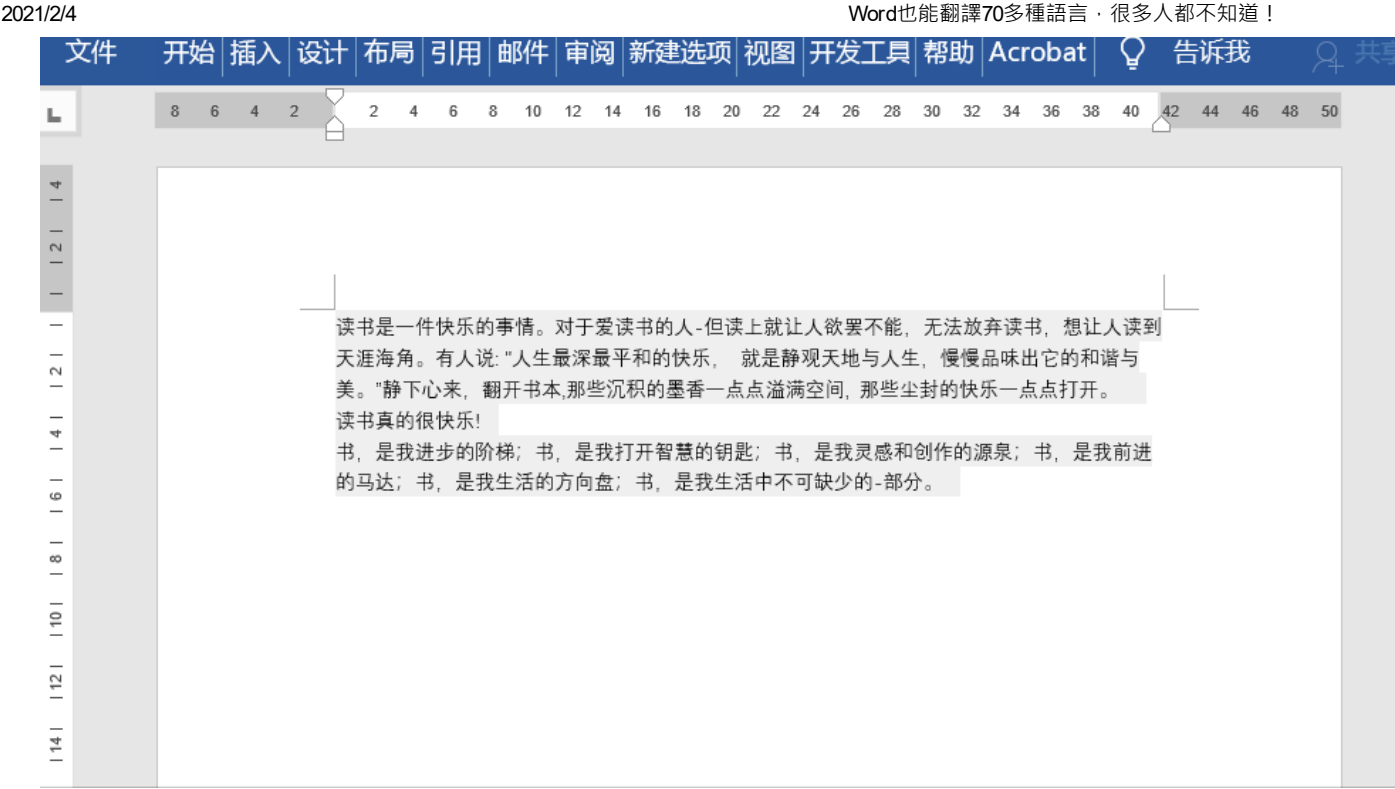 2021/2/4 Word也能翻譯70多種語言，很多人都不知道！
文件 开始 插入 设计 布局 引用 邮件 审阅 新建选项 视图 开发工具 帮助 Acrobat 告诉我 共享
8 6 4 2 2 4 6 8 10 12 14 16 18 20 22 24 26 28 30 32 34 36 38 40 42 44 46 48 50
4
2
2
4
6
8
10
12
14
读书是一件快乐的事情。对于爱读书的人-但读上就让人欲罢不能，无法放弃读书，想让人读到
天涯海角。有人说: "人生最深最平和的快乐， 就是静观天地与人生，慢慢品味出它的和谐与
美。"静下心来，翻开书本,那些沉积的墨香一点点溢满空间, 那些尘封的快乐一点点打开。
读书真的很快乐!
书，是我进步的阶梯；书，是我打开智慧的钥匙；书，是我灵感和创作的源泉；书，是我前进
的马达；书，是我生活的方向盘；书，是我生活中不可缺少的-部分。